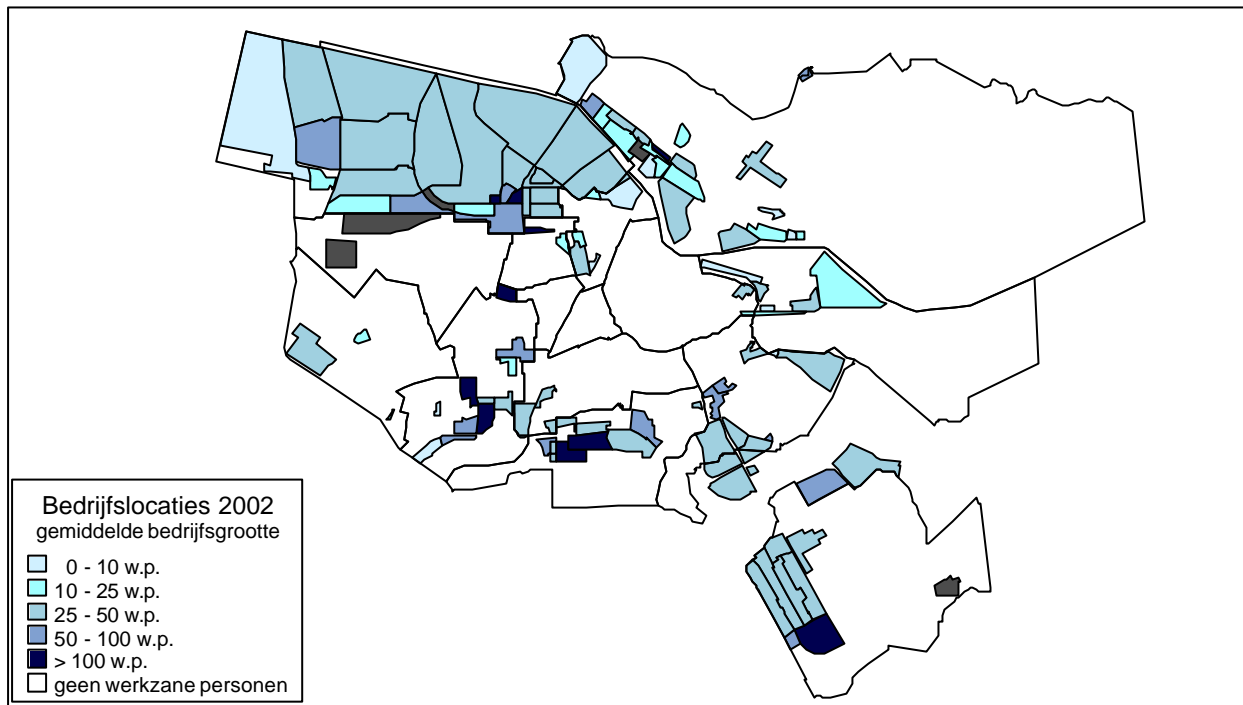 Bedrijfslocaties 2002
gemiddelde bedrijfsgrootte
0 - 10 w.p.
10 - 25 w.p.
25 - 50 w.p.
50 - 100 w.p.
> 100 w.p.
geen werkzane personen